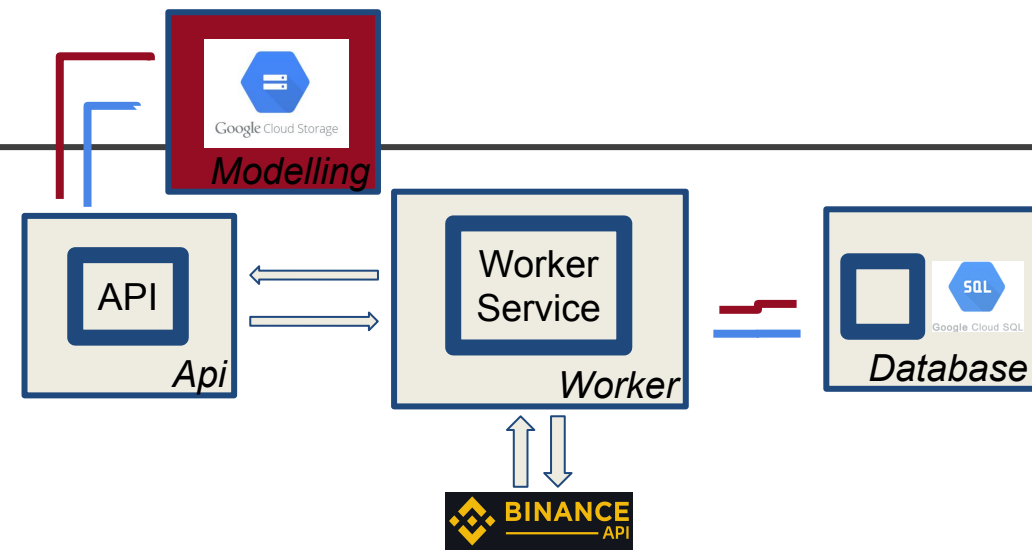 Google Cloud Storage
Modelling
API
Api
Worker
Service
Worker
SQL
Google Cloud SQL
Database
BINANCE
API